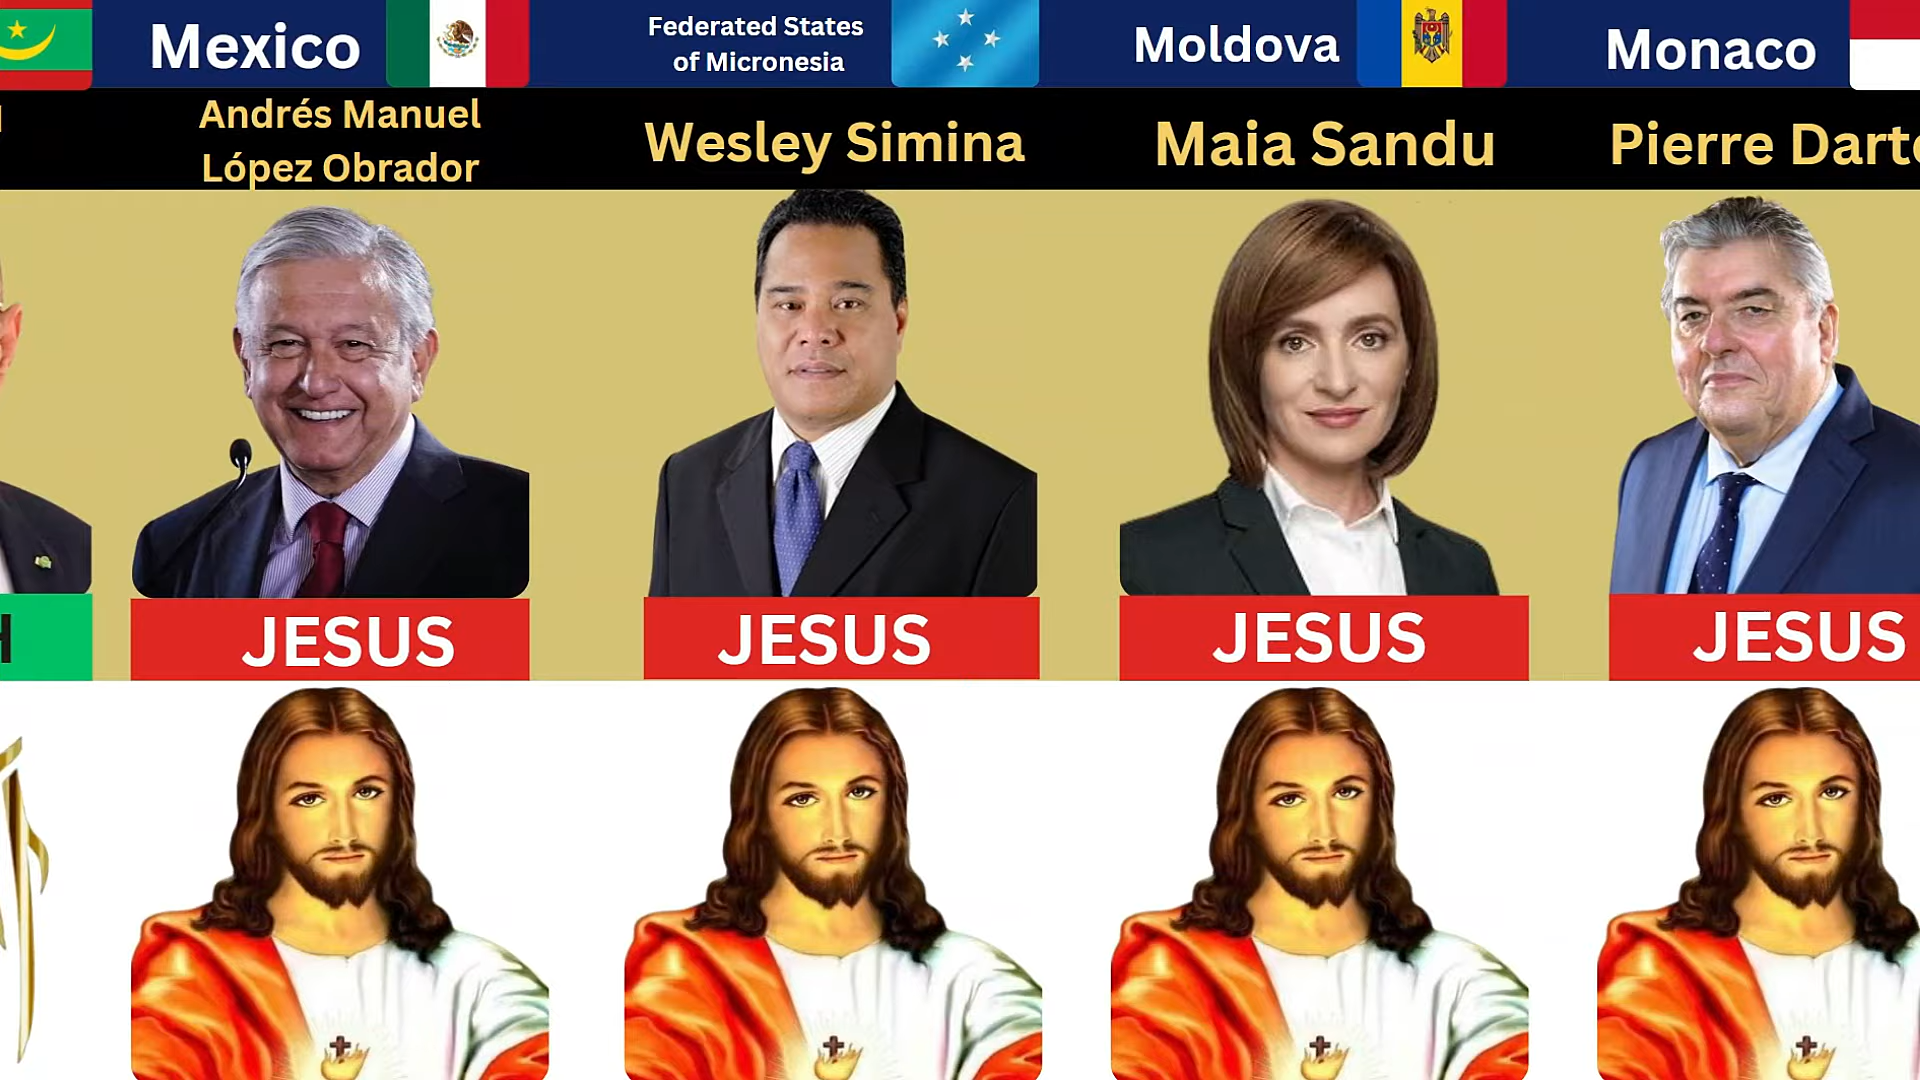 Mexico
Federated States
of Micronesia
Moldova
Monaco
Andrés Manuel
López Obrador
Wesley Simina
Maia Sandu
Pierre
JESUS
JESUS
JESUS
JESUS